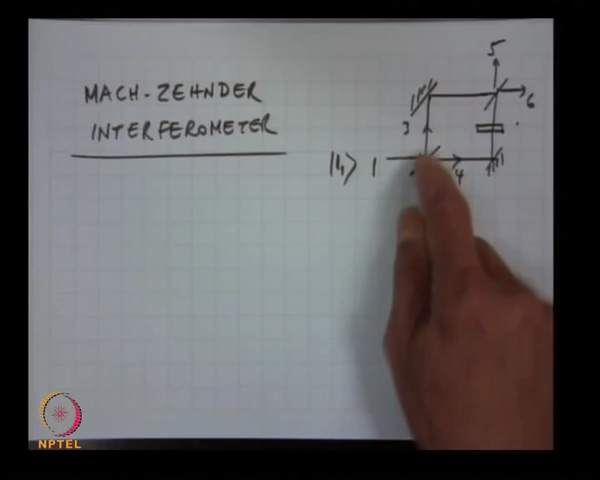 MACH-ZEHNDER
INTERFEROMETER
5
6
3
|1⟩ 1
4
NPTEL